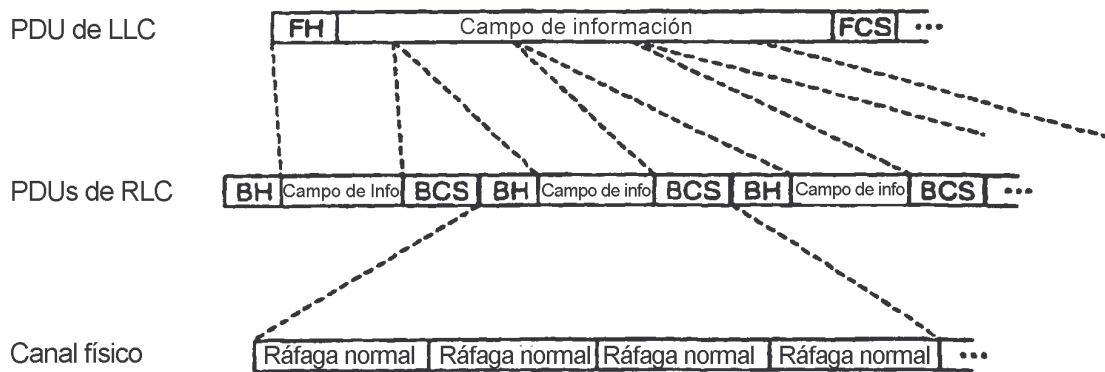 PDU de LLC FH Campo de información FCS ...
PDUs de RLC BH Campo de Info BCS BH Campo de info BCS BH Campo de info BCS ...
Canal físico Ráfaga normal Ráfaga normal Ráfaga normal Ráfaga normal ...